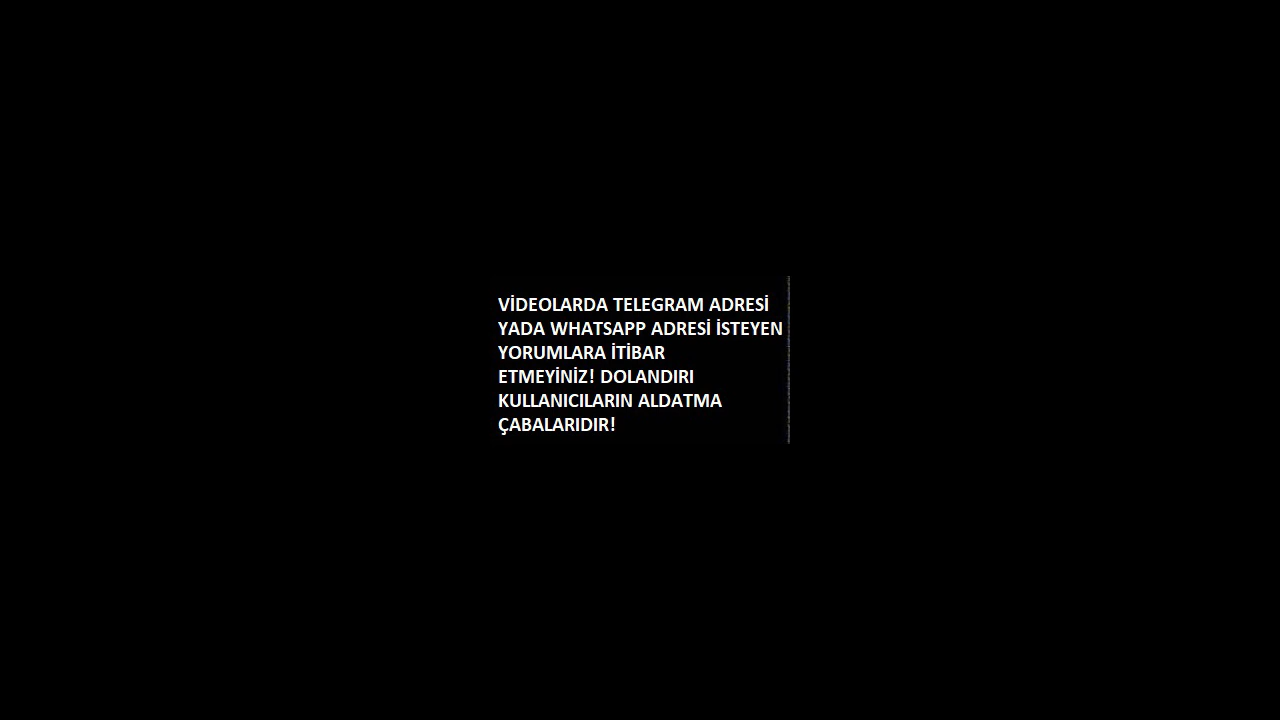 VİDEOLARDA TELEGRAM ADRESİ
YADA WHATSAPP ADRESİ İSTEYEN
YORUMLARA İTİBAR
ETMEYİNİZ! DOLANDIRI
KULLANICILARIN ALDATMA
ÇABALARIDIR!